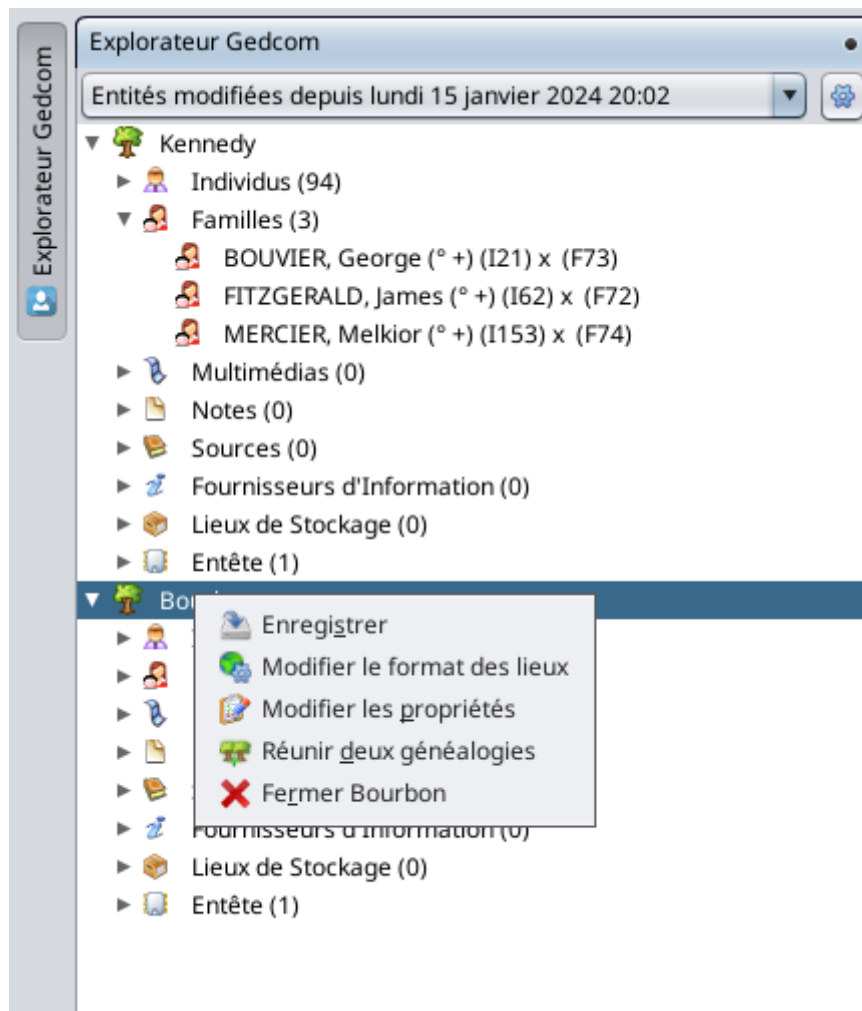 Explorateur Gedcom
Explorateur Gedcom
Entités modifiées depuis lundi 15 janvier 2024 20:02
Kennedy
Individus (94)
Familles (3)
BOUVIER, George (° +) (I21) x (F73)
FITZGERALD, James (° +) (I62) x (F72)
MERCIER, Melkior (° +) (I153) x (F74)
Multimédias (0)
Notes (0)
Sources (0)
Fournisseurs d'Information (0)
Lieux de Stockage (0)
Entête (1)
Enregistrer
Modifier le format des lieux
Modifier les propriétés
Réunir deux généalogies
Fermer Bourbon
Fournisseurs d'Information (0)
Lieux de Stockage (0)
Entête (1)